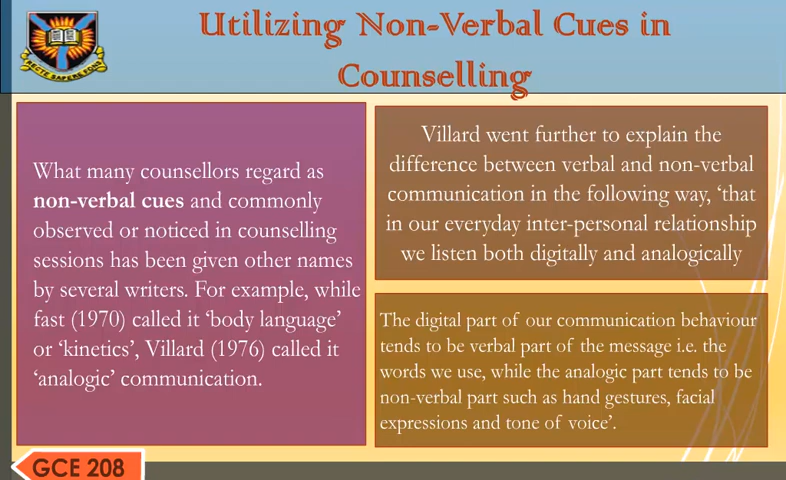 Utilizing Non-Verbal Cues in
Counselling
What many counsellors regard as
non-verbal cues and commonly
observed or noticed in counselling
sessions has been given other names
by several writers. For example, while
fast (1970) called it ‘body language’
or ‘kinetics’, Villard (1976) called it
‘analogic’ communication.
Villard went further to explain the
difference between verbal and non-verbal
communication in the following way, ‘that
in our everyday inter-personal relationship
we listen both digitally and analogically
The digital part of our communication behaviour
tends to be verbal part of the message i.e. the
words we use, while the analogic part tends to be
non-verbal part such as hand gestures, facial
expressions and tone of voice’.
GCE 208